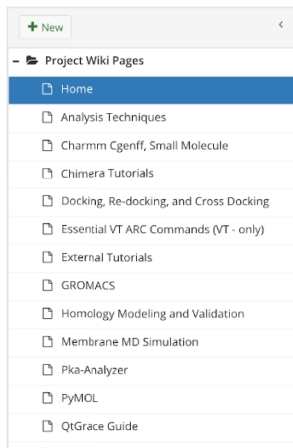 New
Project Wiki Pages
Home
Analysis Techniques
Charmm Cgenff, Small Molecule
Chimera Tutorials
Docking, Re-docking, and Cross Docking
Essential VT ARC Commands (VT - only)
External Tutorials
GROMACS
Homology Modeling and Validation
Membrane MD Simulation
Pka-Analyzer
PyMOL
QtGrace Guide